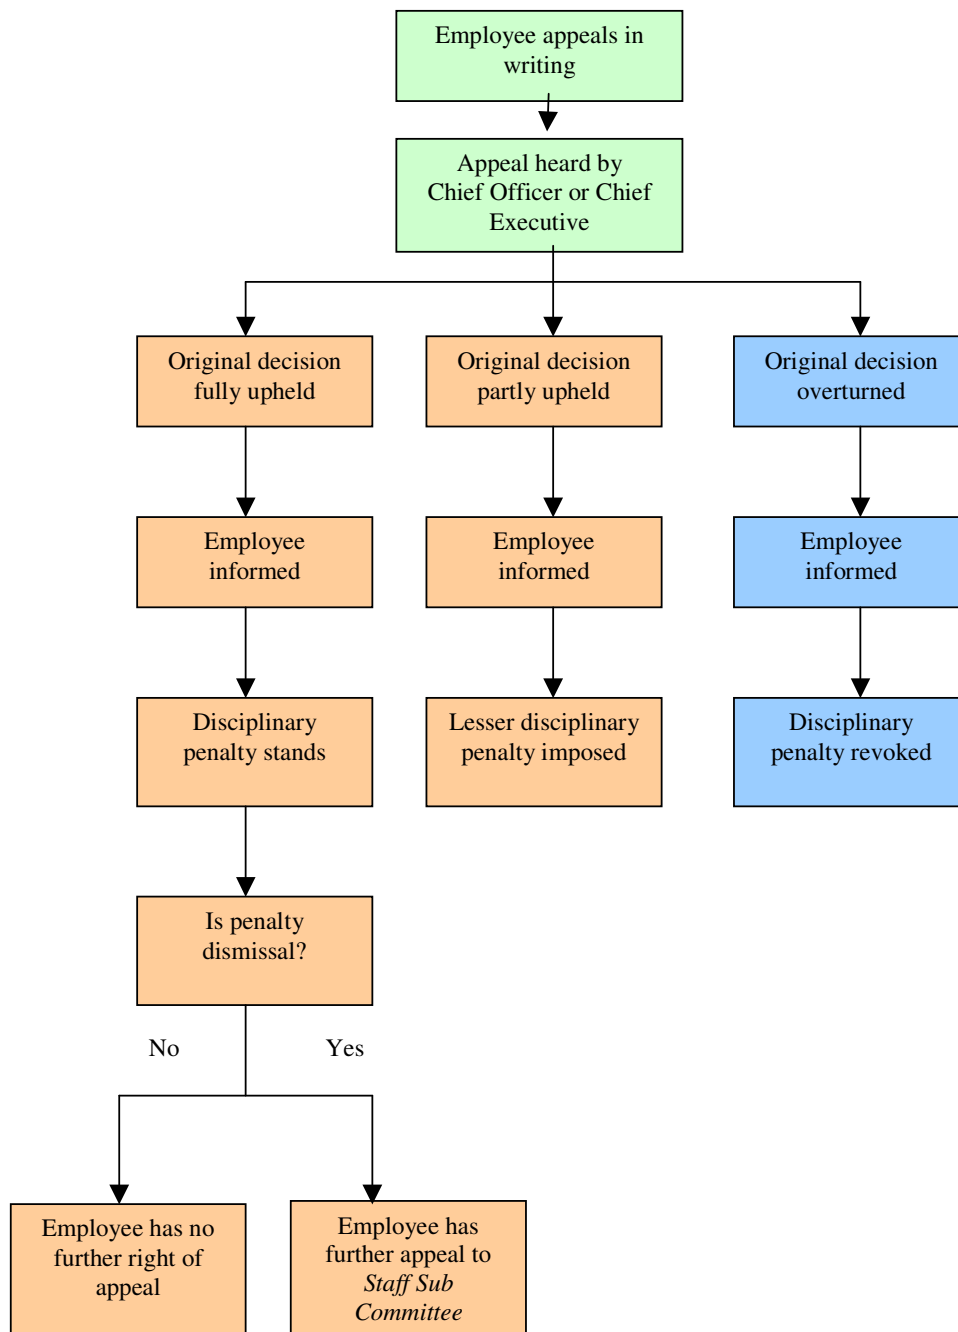 Employee appeals in
writing
Appeal heard by
Chief Officer or Chief
Executive
Original decision
fully upheld
Original decision
partly upheld
Original decision
overturned
Employee
informed
Employee
informed
Employee
informed
Disciplinary
penalty stands
Lesser disciplinary
penalty imposed
Disciplinary
penalty revoked
Is penalty
dismissal?
No
Yes
Employee has no
further right of
appeal
Employee has
further appeal to
Staff Sub
Committee